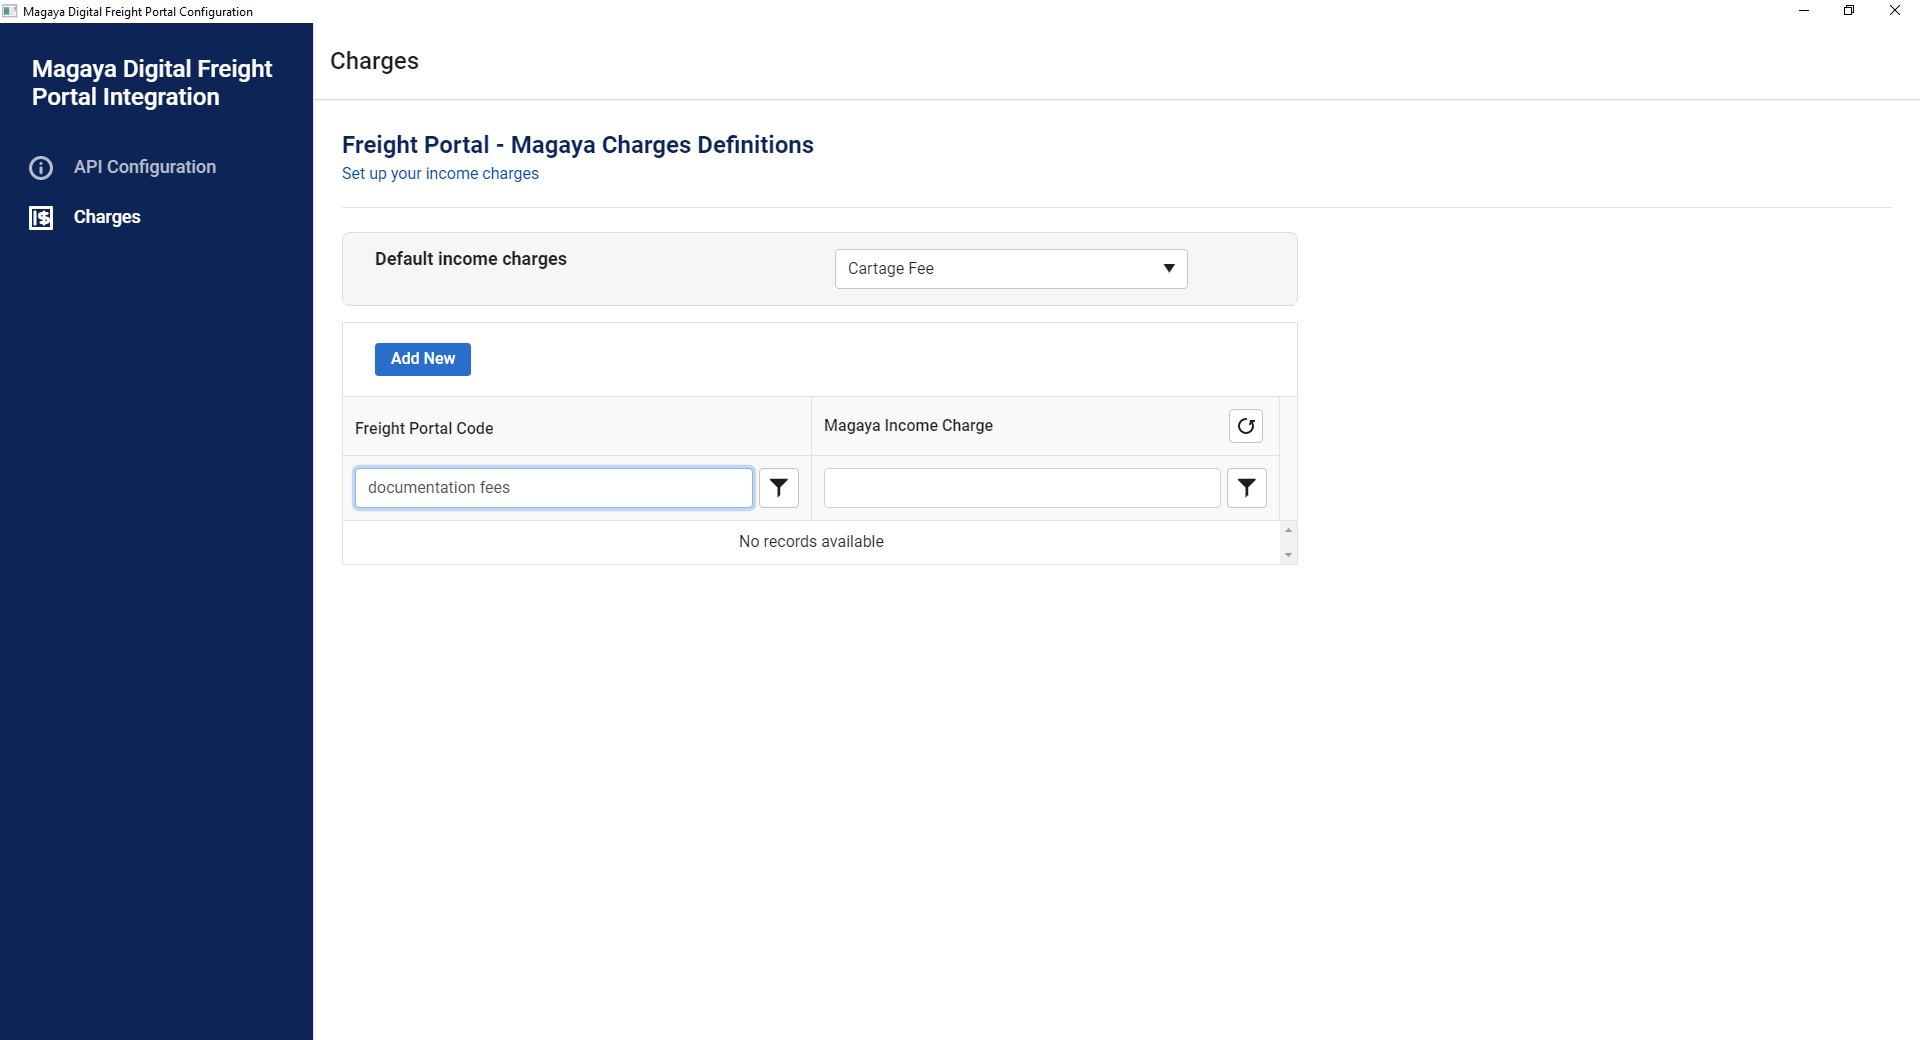 Magaya Digital Freight Portal Configuration
Magaya Digital Freight
Portal Integration
API Configuration
Charges
Charges
Freight Portal - Magaya Charges Definitions
Set up your income charges
Default income charges
Cartage Fee
Add New
Freight Portal Code
Magaya Income Charge
documentation fees
No records available